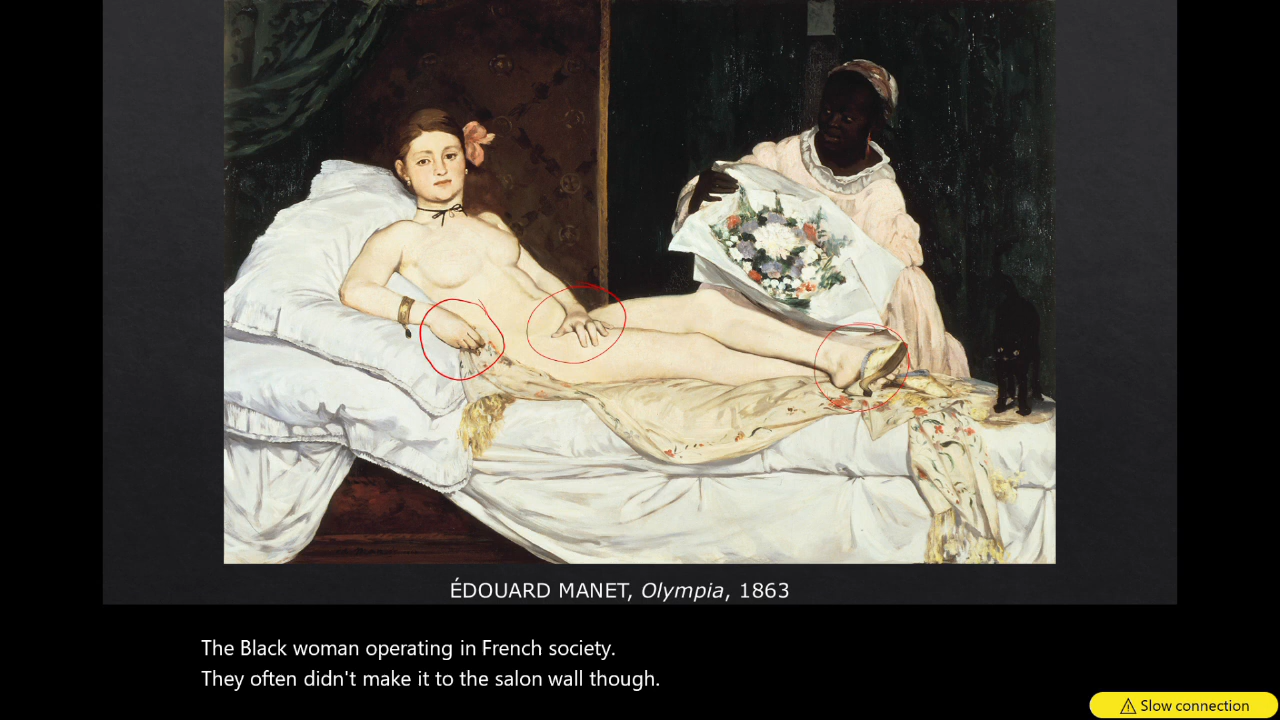 ÉDOUARD MANET, Olympia, 1863
The Black woman operating in French society.
They often didn't make it to the salon wall though.
Slow connection